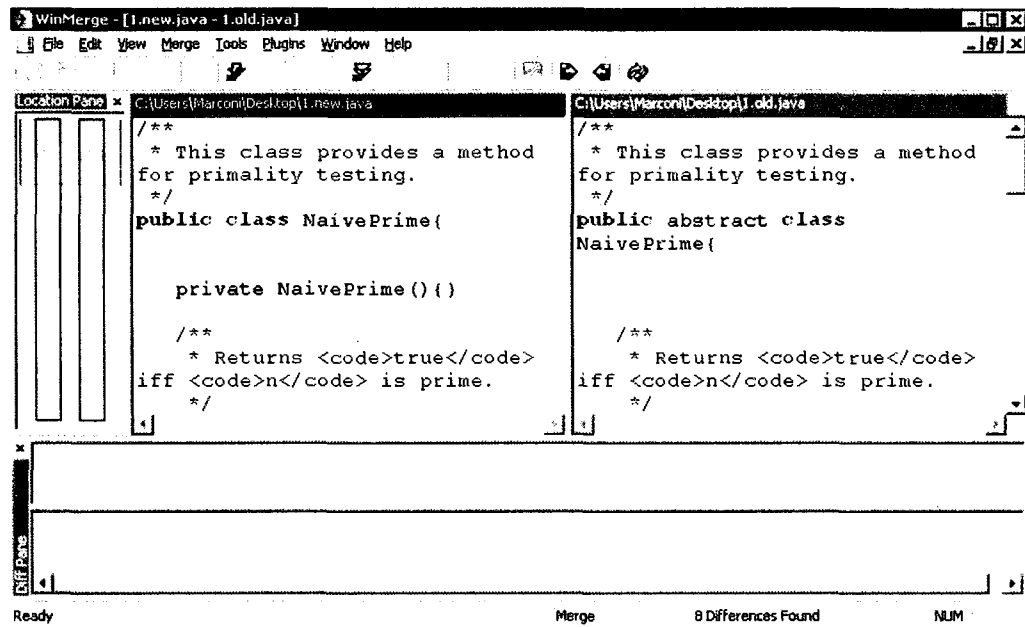 WinMerge - [1.new.java - 1.old.java]
File Edit View Merge Tools Plugins Window Help
Location Pane
C:\Users\Marconi\Desktop\1.new.java
/**
 * This class provides a method
for primality testing.
 */
public class NaivePrime{
private NaivePrime(){}
/**
 * Returns <code>true</code>
iff <code>n</code> is prime.
 */
C:\Users\Marconi\Desktop\1.old.java
/**
 * This class provides a method
for primality testing.
 */
public abstract class
NaivePrime{
/**
 * Returns <code>true</code>
iff <code>n</code> is prime.
 */
Diff Pane
Ready Merge 8 Differences Found NUM